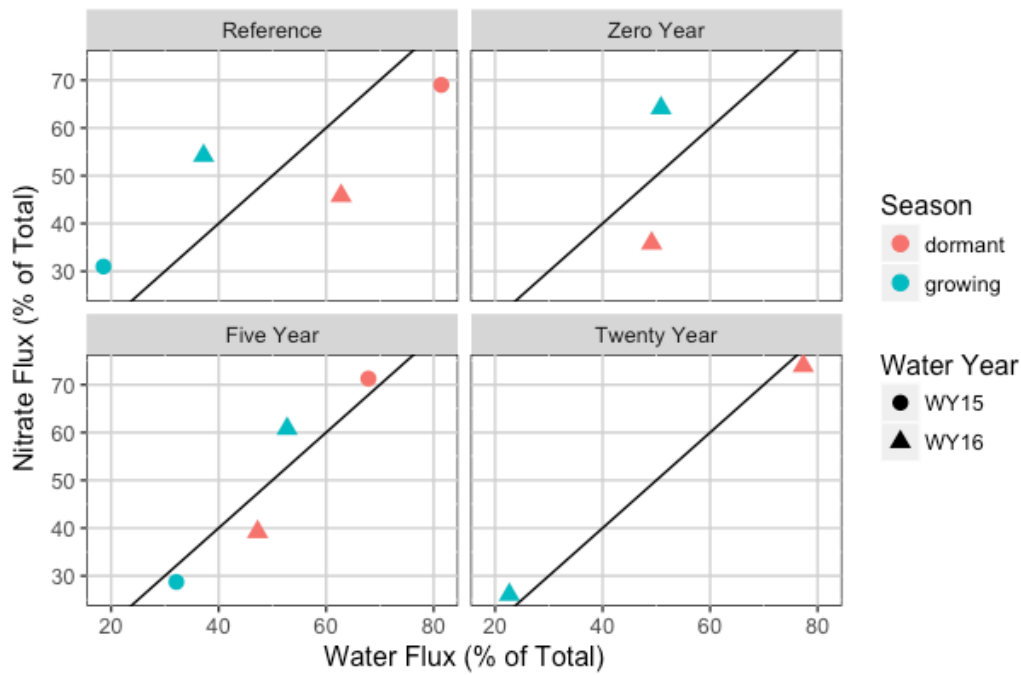 Reference
Zero Year
70
60
50
40
30
Five Year
Twenty Year
70
60
50
40
30
20 40 60 80
20 40 60 80
Water Flux (% of Total)
Nitrate Flux (% of Total)
Season
dormant
growing
Water Year
WY15
WY16